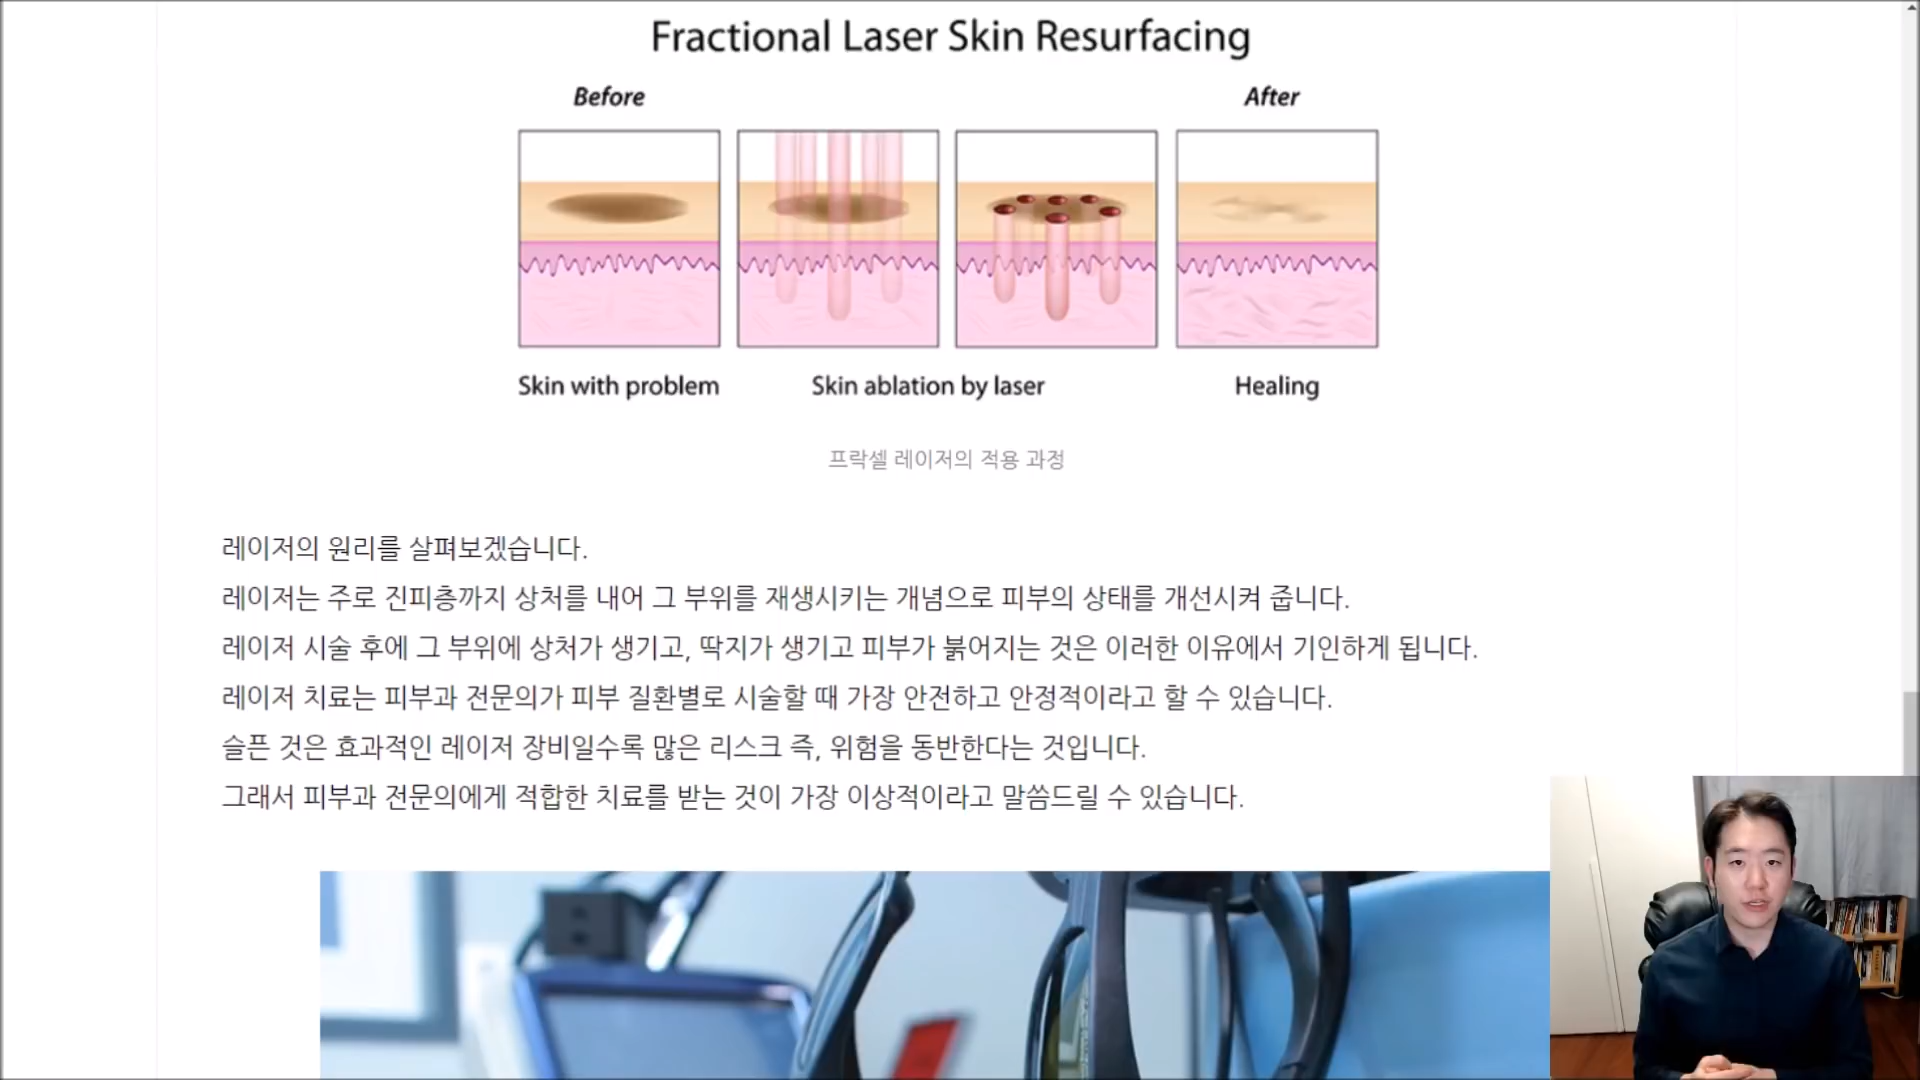 Fractional Laser Skin Resurfacing
Before
After
Skin with problem
Skin ablation by laser
Healing
프락셀 레이저의 적용 과정
레이저의 원리를 살펴보겠습니다.
레이저는 주로 진피층까지 상처를 내어 그 부위를 재생시키는 개념으로 피부의 상태를 개선시켜 줍니다.
레이저 시술 후에 그 부위에 상처가 생기고, 딱지가 생기고 피부가 붉어지는 것은 이러한 이유에서 기인하게 됩니다.
레이저 치료는 피부과 전문의가 피부 질환별로 시술할 때 가장 안전하고 안정적이라고 할 수 있습니다.
슬픈 것은 효과적인 레이저 장비일수록 많은 리스크 즉, 위험을 동반한다는 것입니다.
그래서 피부과 전문의에게 적합한 치료를 받는 것이 가장 이상적이라고 말씀드릴 수 있습니다.